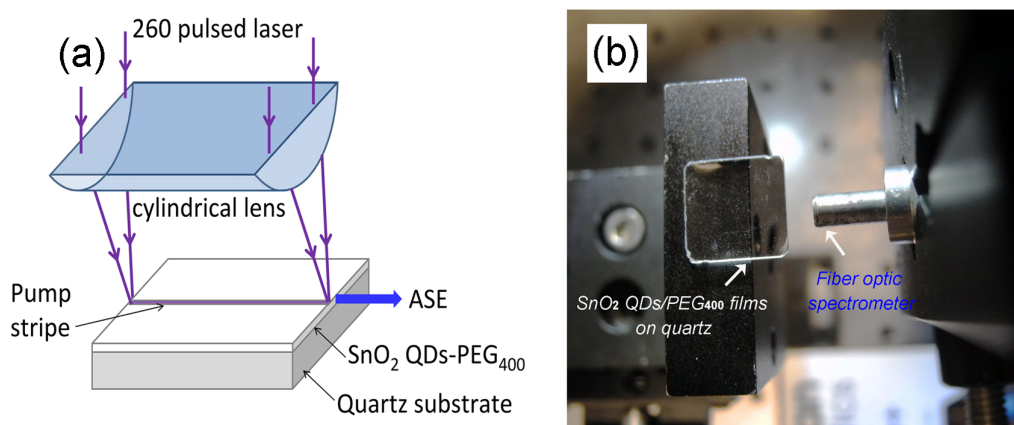 (a)
260 pulsed laser
cylindrical lens
Pump
stripe
ASE
SnO₂ QDs-PEG₄₀₀
Quartz substrate
(b)
SnO₂ QDs/PEG₄₀₀ films
on quartz
Fiber optic
spectrometer